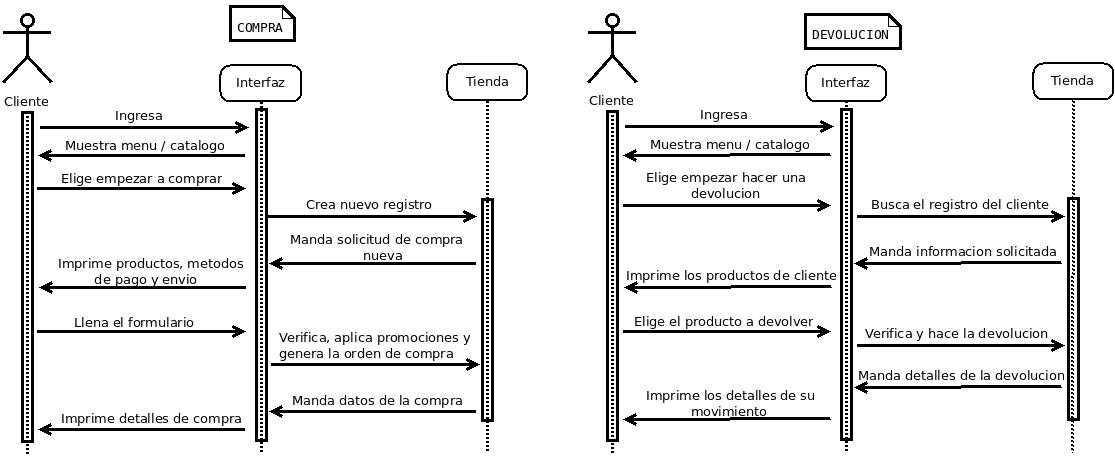 COMPRA
Interfaz
Tienda
Cliente
Ingresa
Muestra menu / catalogo
Elige empezar a comprar
Crea nuevo registro
Manda solicitud de compra
nueva
Imprime productos, metodos
de pago y envio
Llena el formulario
Verifica, aplica promociones y
genera la orden de compra
Manda datos de la compra
Imprime detalles de compra
DEVOLUCION
Interfaz
Tienda
Cliente
Ingresa
Muestra menu / catalogo
Elige empezar hacer una
devolucion
Busca el registro del cliente
Manda informacion solicitada
Imprime los productos de cliente
Elige el producto a devolver
Verifica y hace la devolucion
Manda detalles de la devolucion
Imprime los detalles de su
movimiento